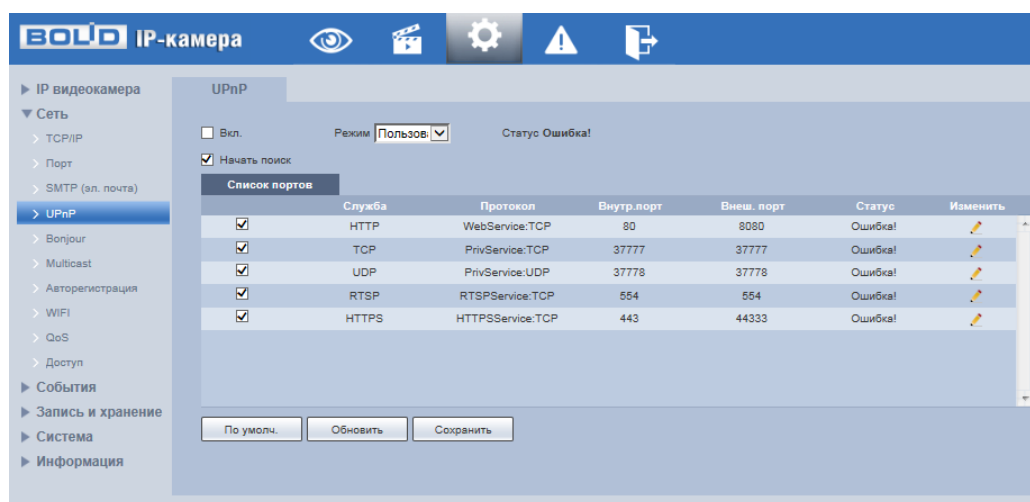 BOLID IP-камера
IP видеокамера
Сеть
TCP/IP
Порт
SMTP (эл. почта)
UPnP
Bonjour
Multicast
Авторегистрация
WIFI
QoS
Доступ
События
Запись и хранение
Система
Информация
UPnP
Вкл. Режим Пользов Статус Ошибка!
Начать поиск
Список портов
Служба Протокол Внутр.порт Внеш. порт Статус Изменить
HTTP WebService:TCP 80 8080 Ошибка!
TCP PrivService:TCP 37777 37777 Ошибка!
UDP PrivService:UDP 37778 37778 Ошибка!
RTSP RTSPService:TCP 554 554 Ошибка!
HTTPS HTTPSService:TCP 443 44333 Ошибка!
По умолч. Обновить Сохранить